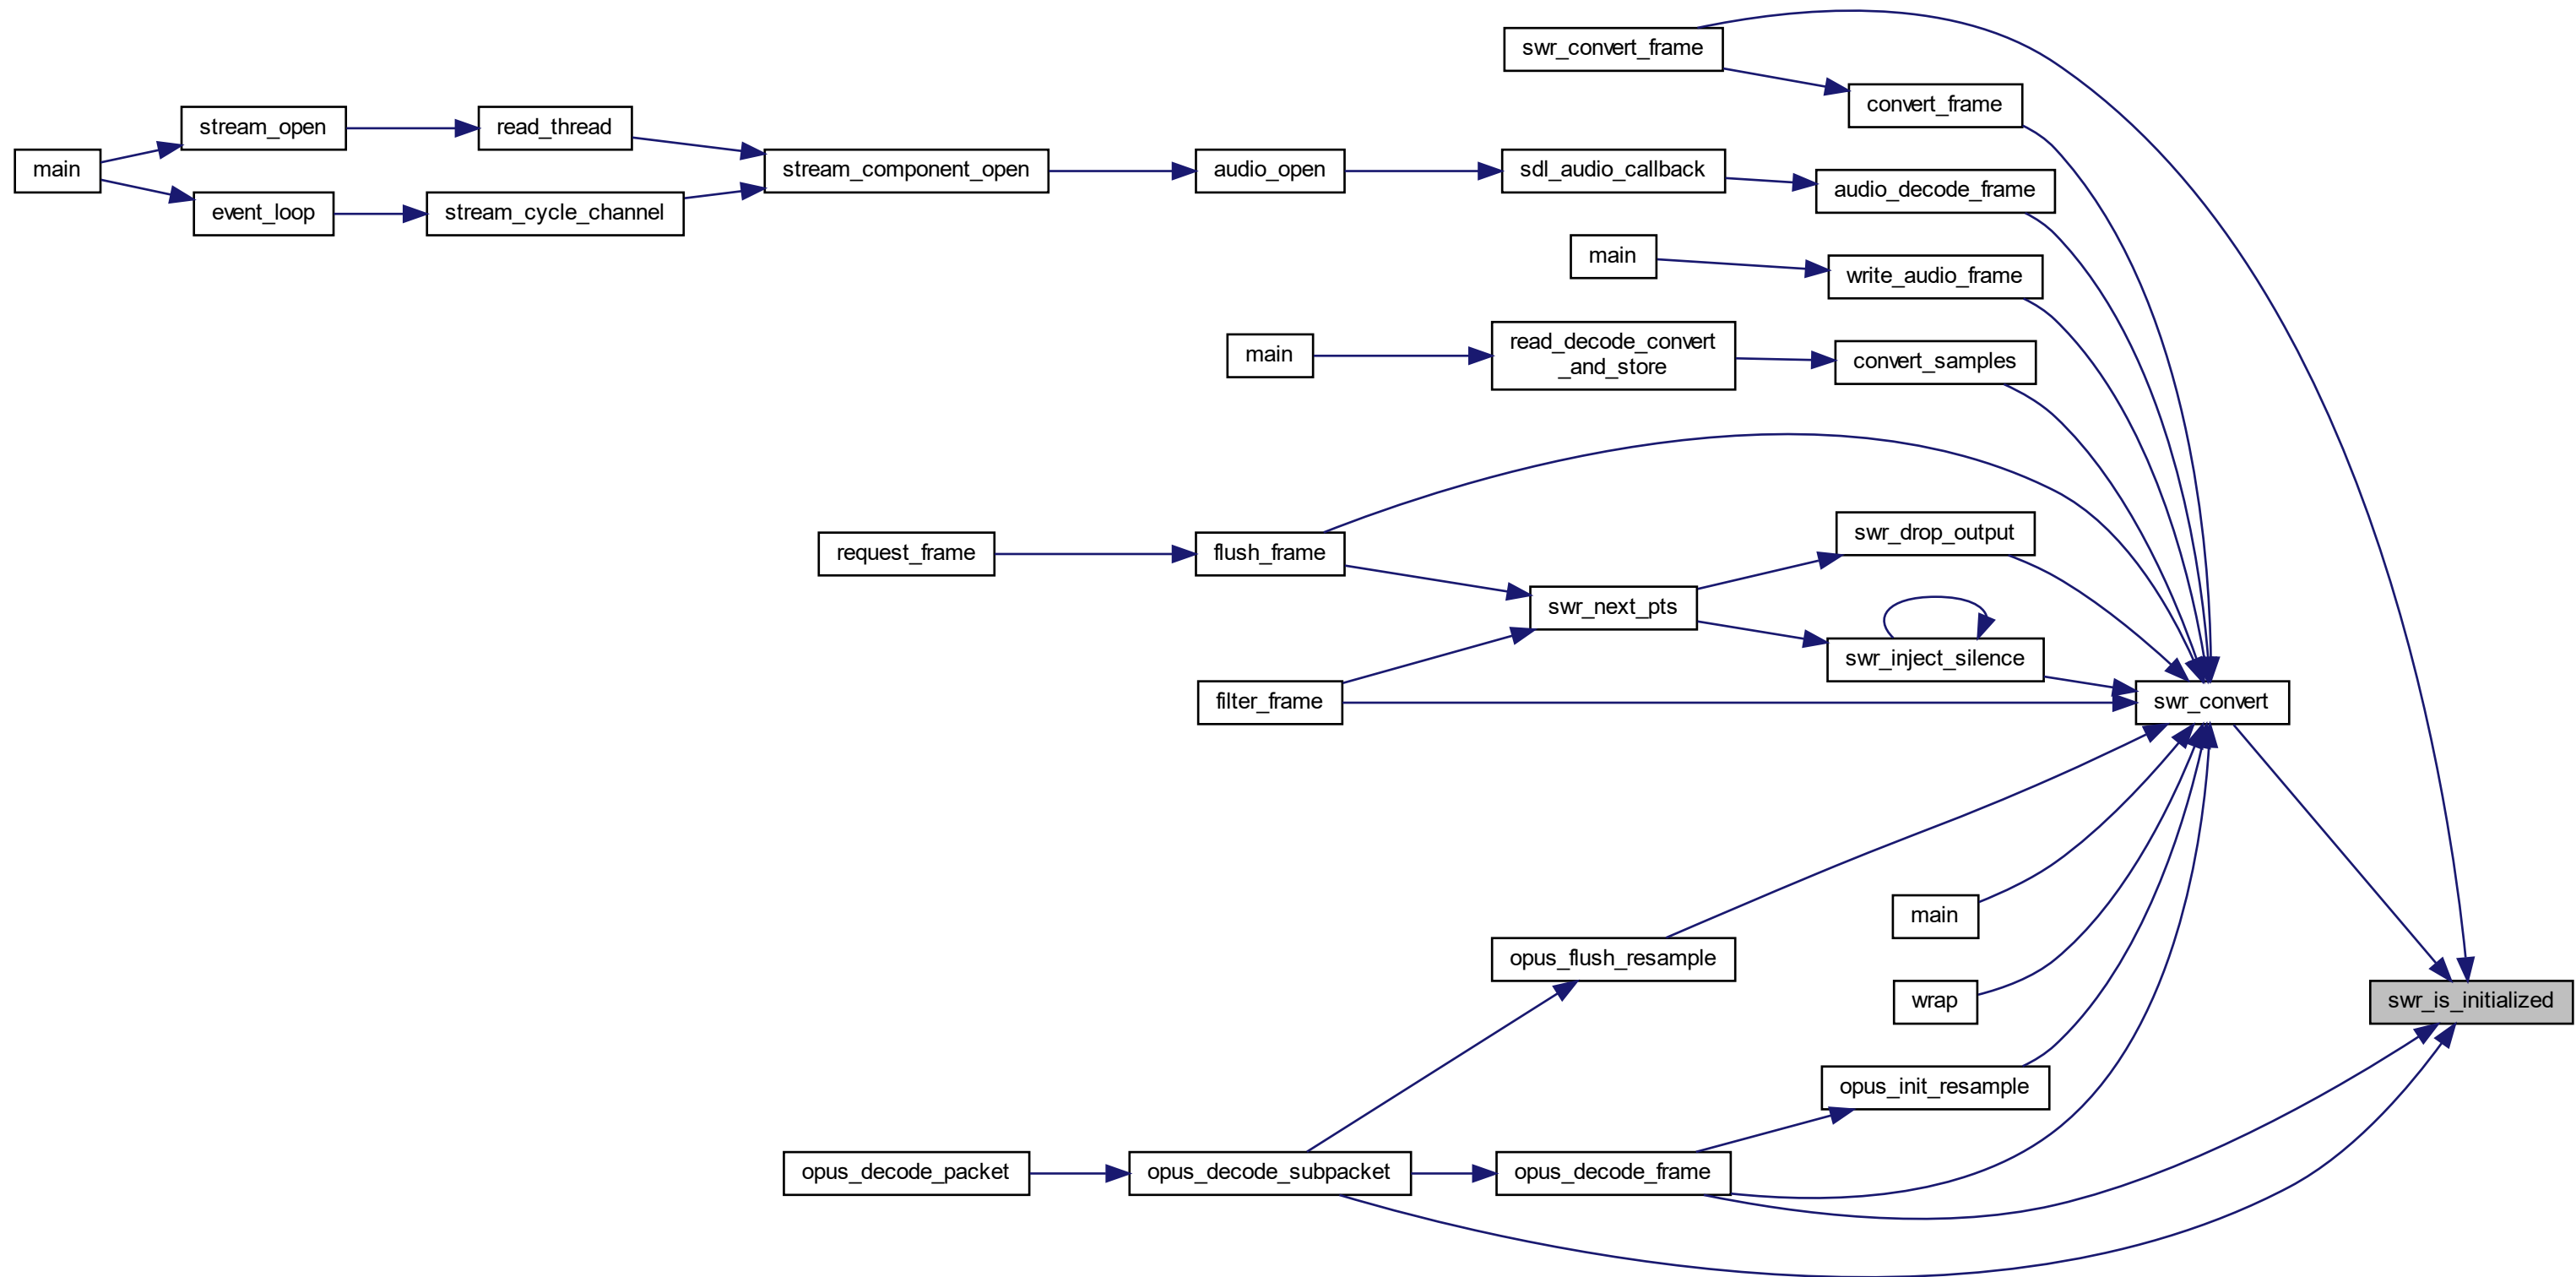 swr_convert_frame
convert_frame
stream_open
read_thread
main
stream_component_open
audio_open
sdl_audio_callback
audio_decode_frame
event_loop
stream_cycle_channel
main
write_audio_frame
main
read_decode_convert
_and_store
convert_samples
request_frame
flush_frame
swr_drop_output
swr_next_pts
swr_inject_silence
filter_frame
swr_convert
main
opus_flush_resample
wrap
swr_is_initialized
opus_init_resample
opus_decode_packet
opus_decode_subpacket
opus_decode_frame